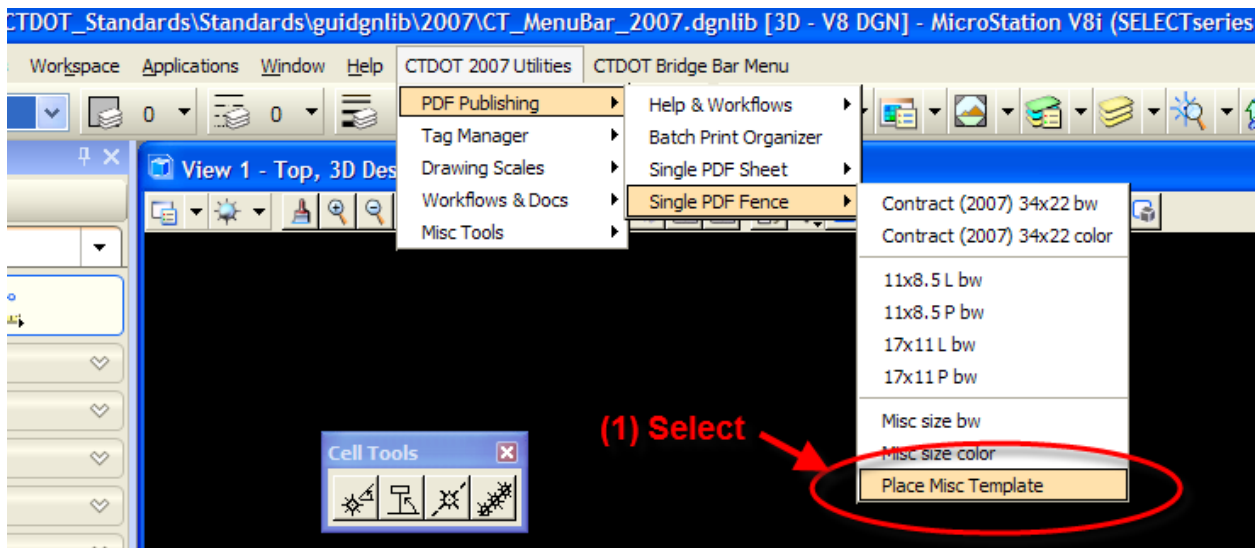 CTDOT_Standards\Standards\guidgnlib\2007\CT_MenuBar_2007.dgnlib [3D - V8 DGN] - MicroStation V8i (SELECTseries
Workspace Applications Window Help CTDOT 2007 Utilities CTDOT Bridge Bar Menu
0 0
PDF Publishing
Tag Manager
Drawing Scales
Workflows & Docs
Misc Tools
Help & Workflows
Batch Print Organizer
Single PDF Sheet
Single PDF Fence
View 1 - Top, 3D Des
Contract (2007) 34x22 bw
Contract (2007) 34x22 color
11x8.5 L bw
11x8.5 P bw
17x11 L bw
17x11 P bw
Misc size bw
Misc size color
Place Misc Template
(1) Select
Cell Tools